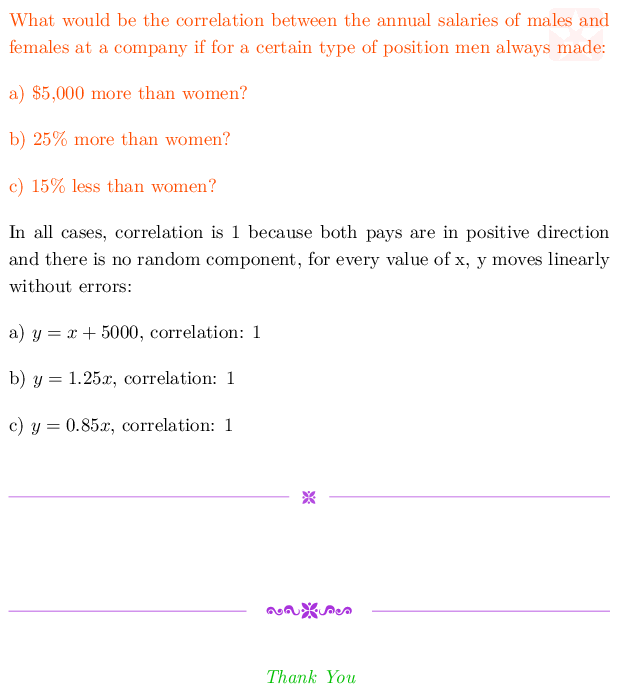 What would be the correlation between the annual salaries of males and
females at a company if for a certain type of position men always made:
a) $5,000 more than women?
b) 25% more than women?
c) 15% less than women?
In all cases, correlation is 1 because both pays are in positive direction
and there is no random component, for every value of x, y moves linearly
without errors:
a) y = x + 5000, correlation: 1
b) y = 1.25x, correlation: 1
c) y = 0.85x, correlation: 1
Thank You